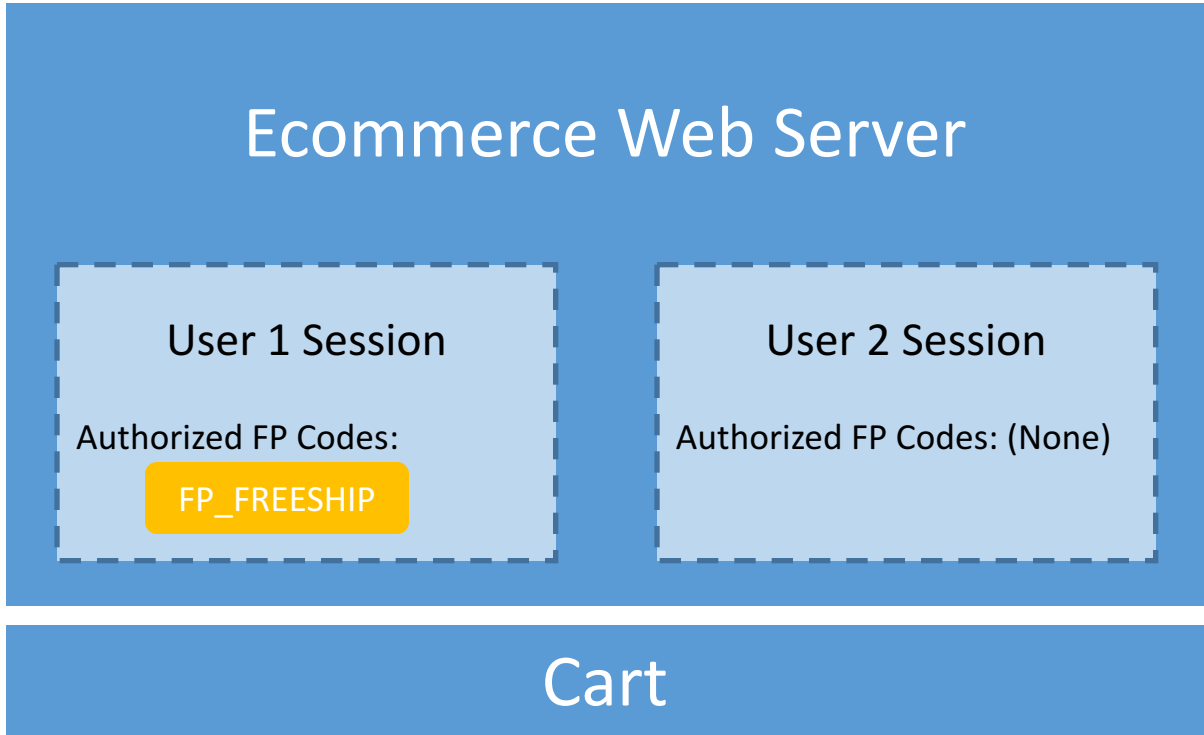 Ecommerce Web Server
User 1 Session
Authorized FP Codes:
FP_FREESHIP
User 2 Session
Authorized FP Codes: (None)
Cart